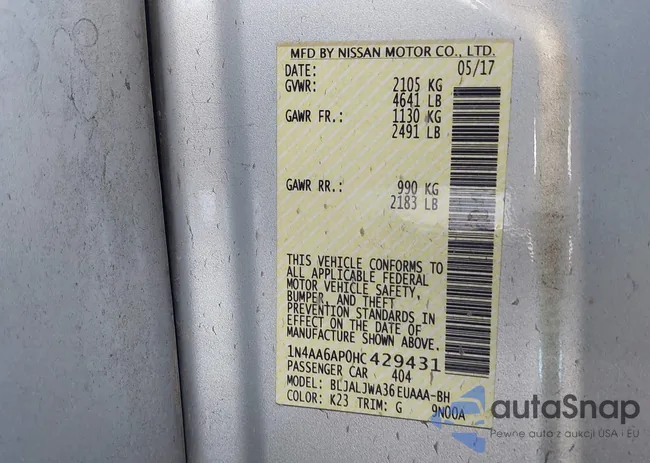 MFD BY NISSAN MOTOR CO., LTD.
DATE: 05/17
GVWR: 2105 KG
4641 LB
GAWR FR.: 1130 KG
2491 LB
GAWR RR.: 990 KG
2183 LB
THIS VEHICLE CONFORMS TO
ALL APPLICABLE FEDERAL
MOTOR VEHICLE SAFETY,
BUMPER, AND THEFT
PREVENTION STANDARDS IN
EFFECT ON THE DATE OF
MANUFACTURE SHOWN ABOVE.
1N4AA6AP0HC429431
PASSENGER CAR 404
MODEL: BLJALJWA36EUAAA-BH
COLOR: K23 TRIM: G 9N00A
autaSnap
Pewne auto z aukcji USA - EU